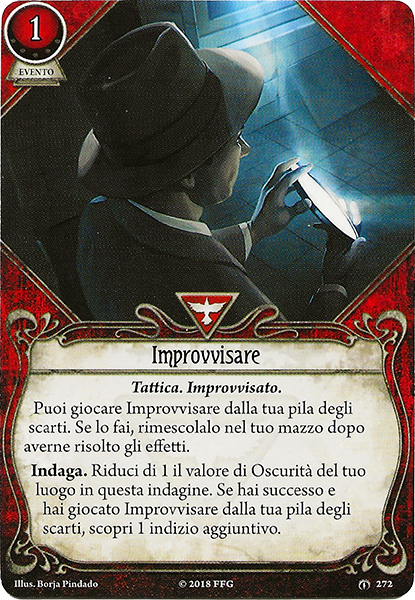 1
EVENTO
Improvvisare
Tattica. Improvvisato.
Puoi giocare Improvvisare dalla tua pila degli
scarti. Se lo fai, rimescolalo nel tuo mazzo dopo
averne risolto gli effetti.
Indaga. Riduci di 1 il valore di Oscurità del tuo
luogo in questa indagine. Se hai successo e
hai giocato Improvvisare dalla tua pila degli
scarti, scopri 1 indizio aggiuntivo.
Illus. Borja Pindado © 2018 FFG 272